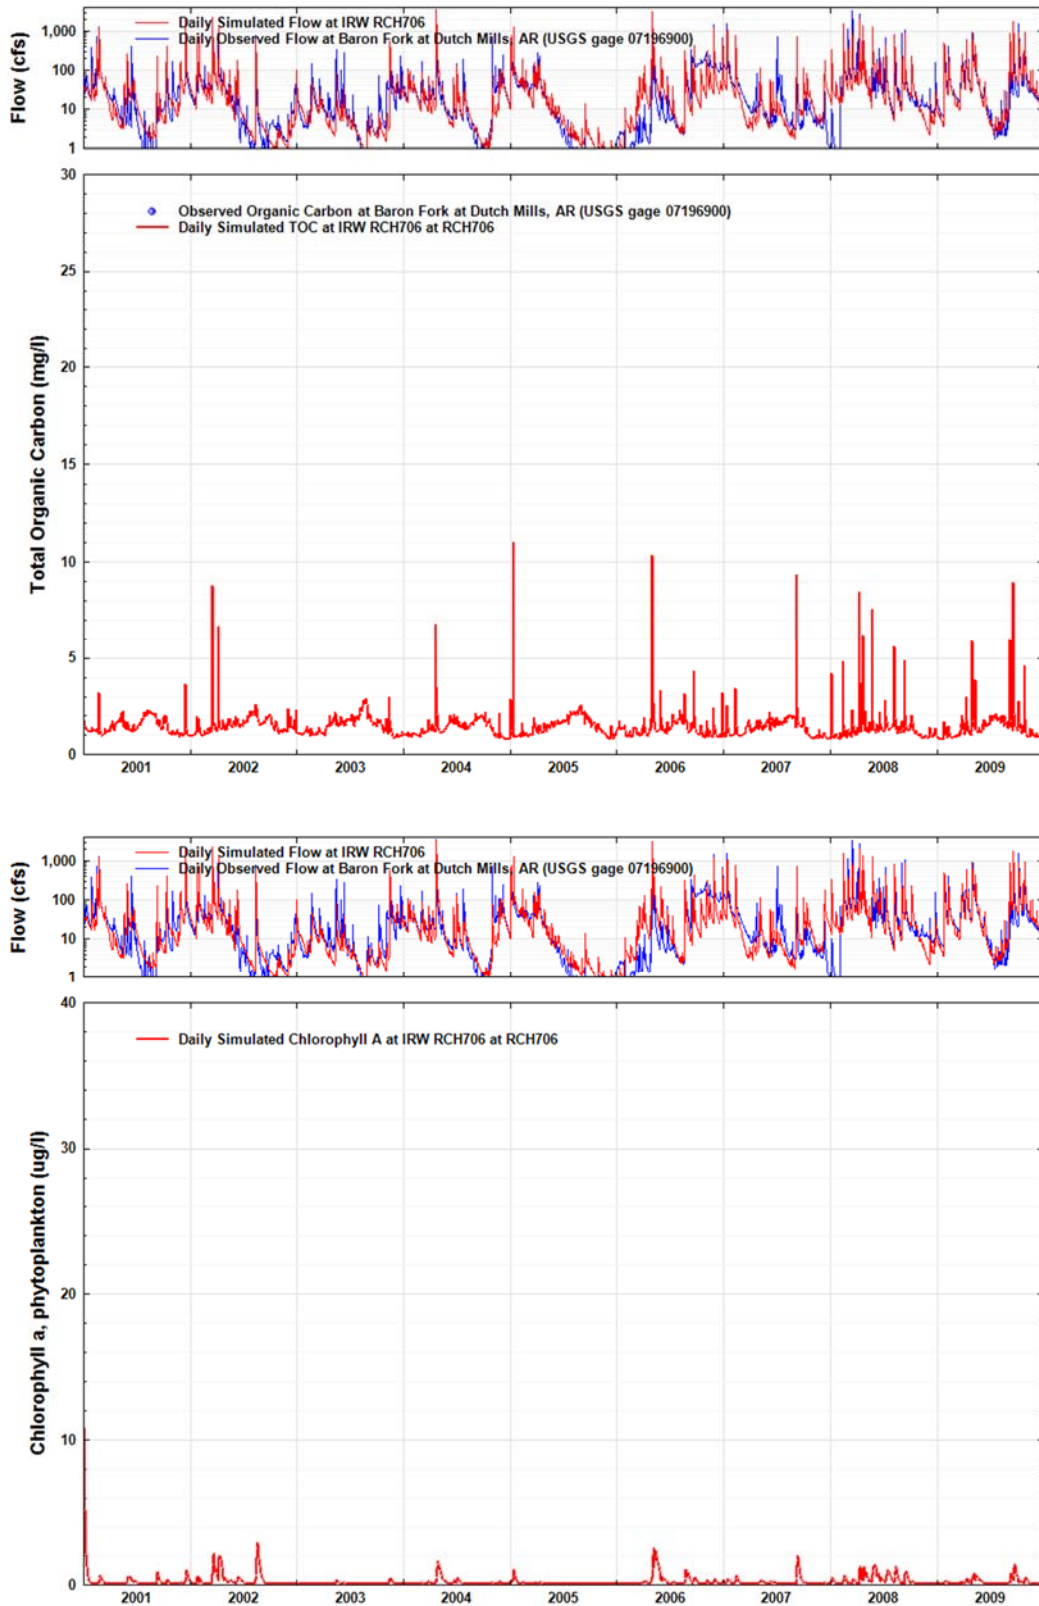 Daily Simulated Flow at IRW RCH706
Daily Observed Flow at Baron Fork at Dutch Mills, AR (USGS gage 07196900)
Flow (cfs)
1,000
100
10
1
30
Observed Organic Carbon at Baron Fork at Dutch Mills, AR (USGS gage 07196900)
Daily Simulated TOC at IRW RCH706 at RCH706
25
20
15
10
5
0
Total Organic Carbon (mg/l)
2001 2002 2003 2004 2005 2006 2007 2008 2009
Daily Simulated Flow at IRW RCH706
Daily Observed Flow at Baron Fork at Dutch Mills, AR (USGS gage 07196900)
Flow (cfs)
1,000
100
10
1
40
Daily Simulated Chlorophyll A at IRW RCH706 at RCH706
30
20
10
0
Chlorophyll a, phytoplankton (ug/l)
2001 2002 2003 2004 2005 2006 2007 2008 2009